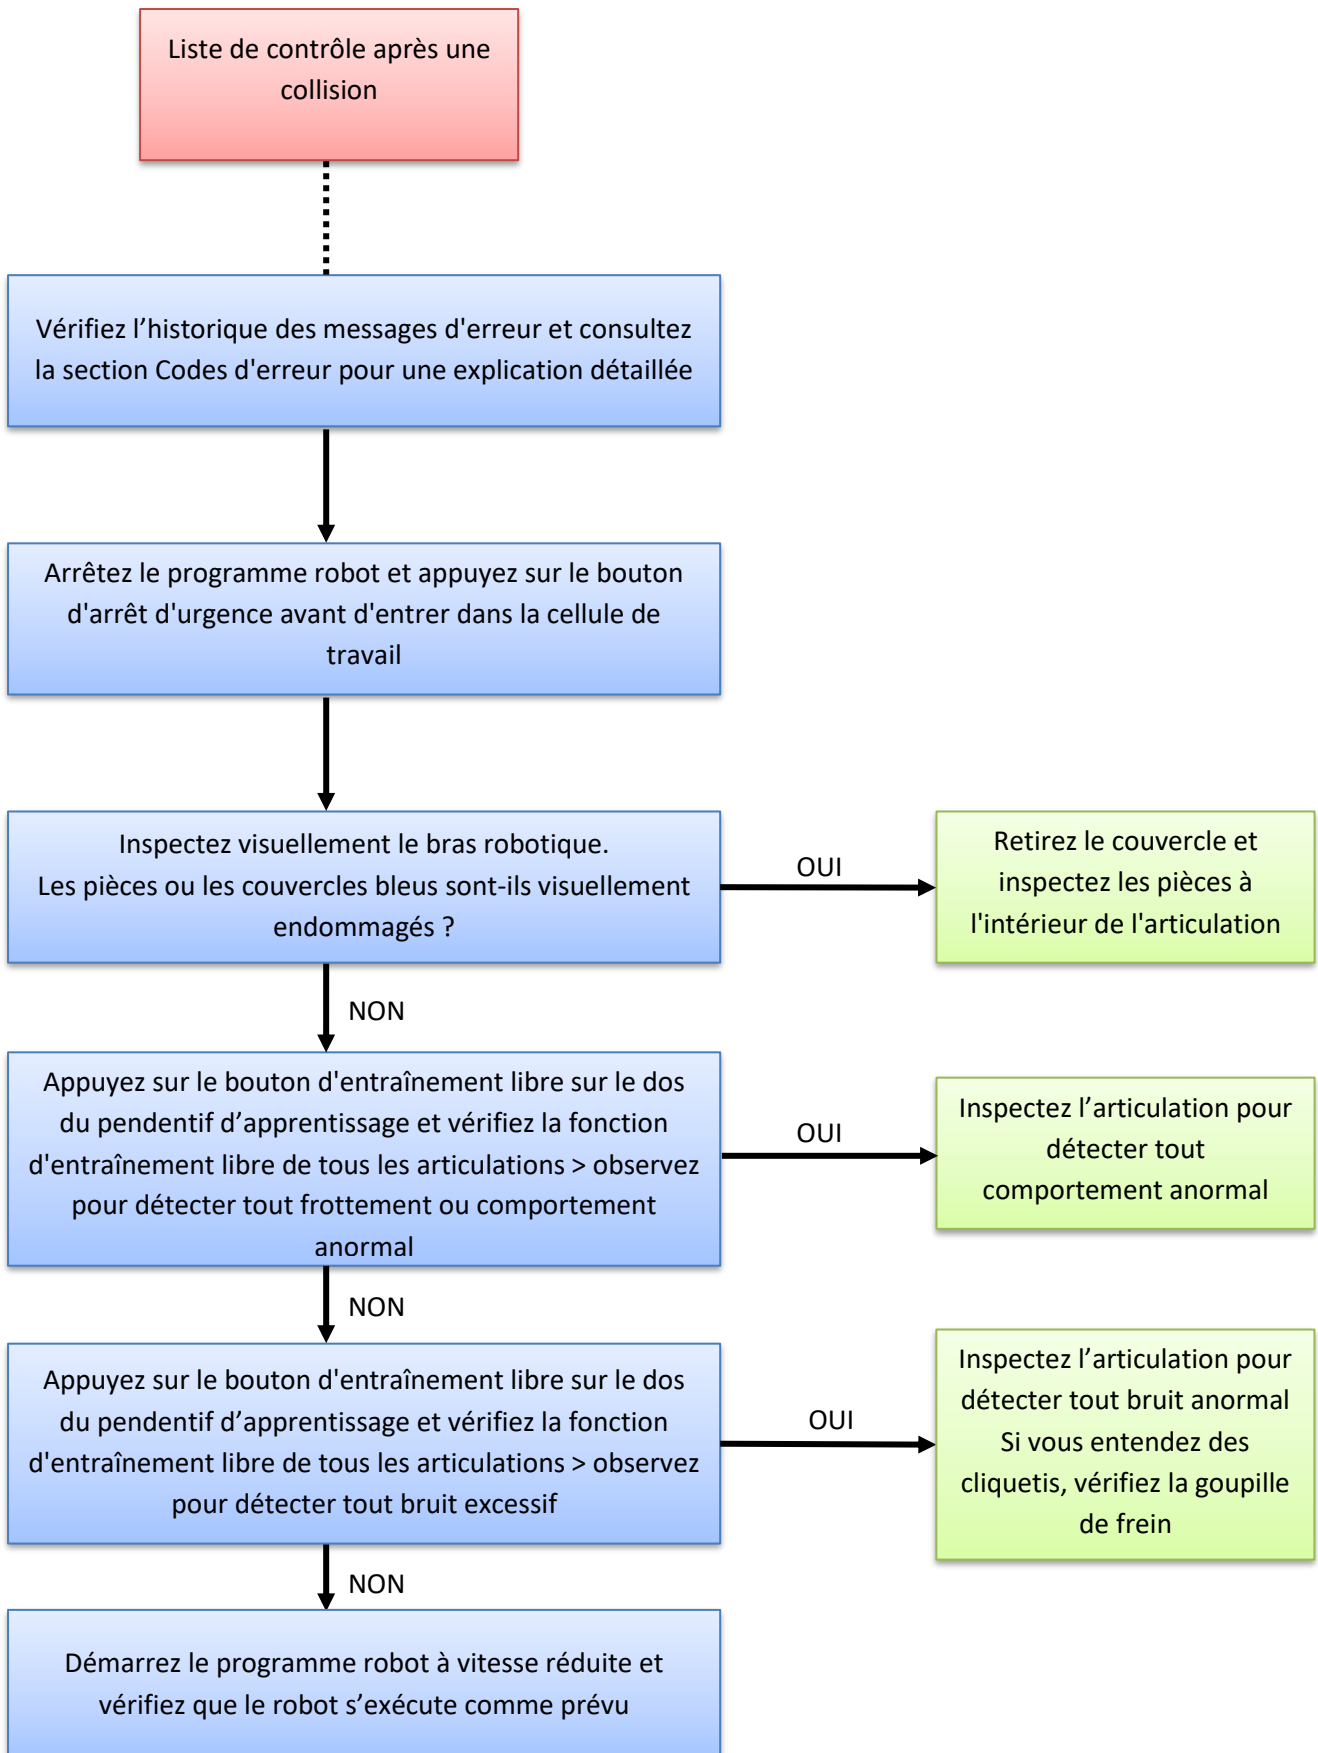 Liste de contrôle après une
collision
Vérifiez l’historique des messages d'erreur et consultez
la section Codes d'erreur pour une explication détaillée
Arrêtez le programme robot et appuyez sur le bouton
d'arrêt d'urgence avant d'entrer dans la cellule de
travail
Inspectez visuellement le bras robotique.
Les pièces ou les couvercles bleus sont-ils visuellement
endommagés ?
OUI
Retirez le couvercle et
inspectez les pièces à
l'intérieur de l'articulation
NON
Appuyez sur le bouton d'entraînement libre sur le dos
du pendentif d’apprentissage et vérifiez la fonction
d'entraînement libre de tous les articulations > observez
pour détecter tout frottement ou comportement
anormal
OUI
Inspectez l’articulation pour
détecter tout
comportement anormal
NON
Appuyez sur le bouton d'entraînement libre sur le dos
du pendentif d’apprentissage et vérifiez la fonction
d'entraînement libre de tous les articulations > observez
pour détecter tout bruit excessif
OUI
Inspectez l’articulation pour
détecter tout bruit anormal
Si vous entendez des
cliquetis, vérifiez la goupille
de frein
NON
Démarrez le programme robot à vitesse réduite et
vérifiez que le robot s’exécute comme prévu